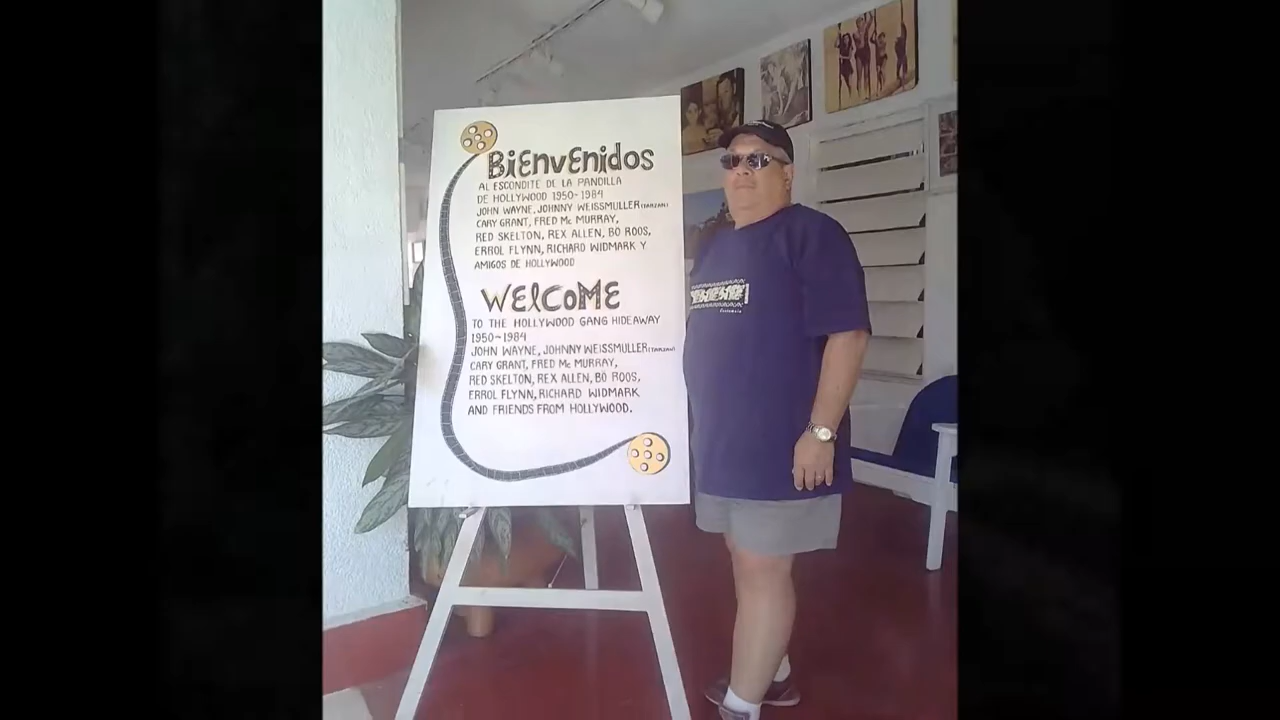 BiENvENidos
AL ESCONDITE DE LA PANDILLA
DE HOLLYWOOD 1950-1984
JOHN WAYNE, JOHNNY WEISSMULLER (TARZAN)
CARY GRANT, FRED Mc MURRAY,
RED SKELTON, REX ALLEN, BÖ ROOS,
ERROL FLYNN, RICHARD WIDMARK Y
AMIGOS DE HOLLYWOOD
WElCoME
TO THE HOLLYWOOD GANG HIDEAWAY
1950-1984
JOHN WAYNE, JOHNNY WEISSMULLER (TARZAN)
CARY GRANT, FRED Mc MURRAY,
RED SKELTON, REX ALLEN, BÖ ROOS,
ERROL FLYNN, RICHARD WIDMARK
AND FRIENDS FROM HOLLYWOOD.